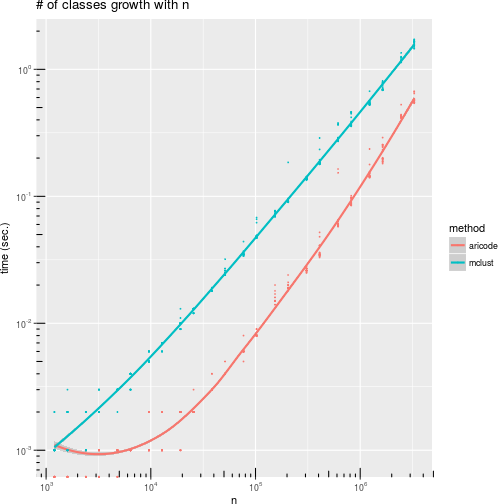 # of classes growth with n
10⁰
10⁻¹
10⁻²
10⁻³
time (sec.)
10³ 10⁴ 10⁵ 10⁶
n
method
aricode
mclust